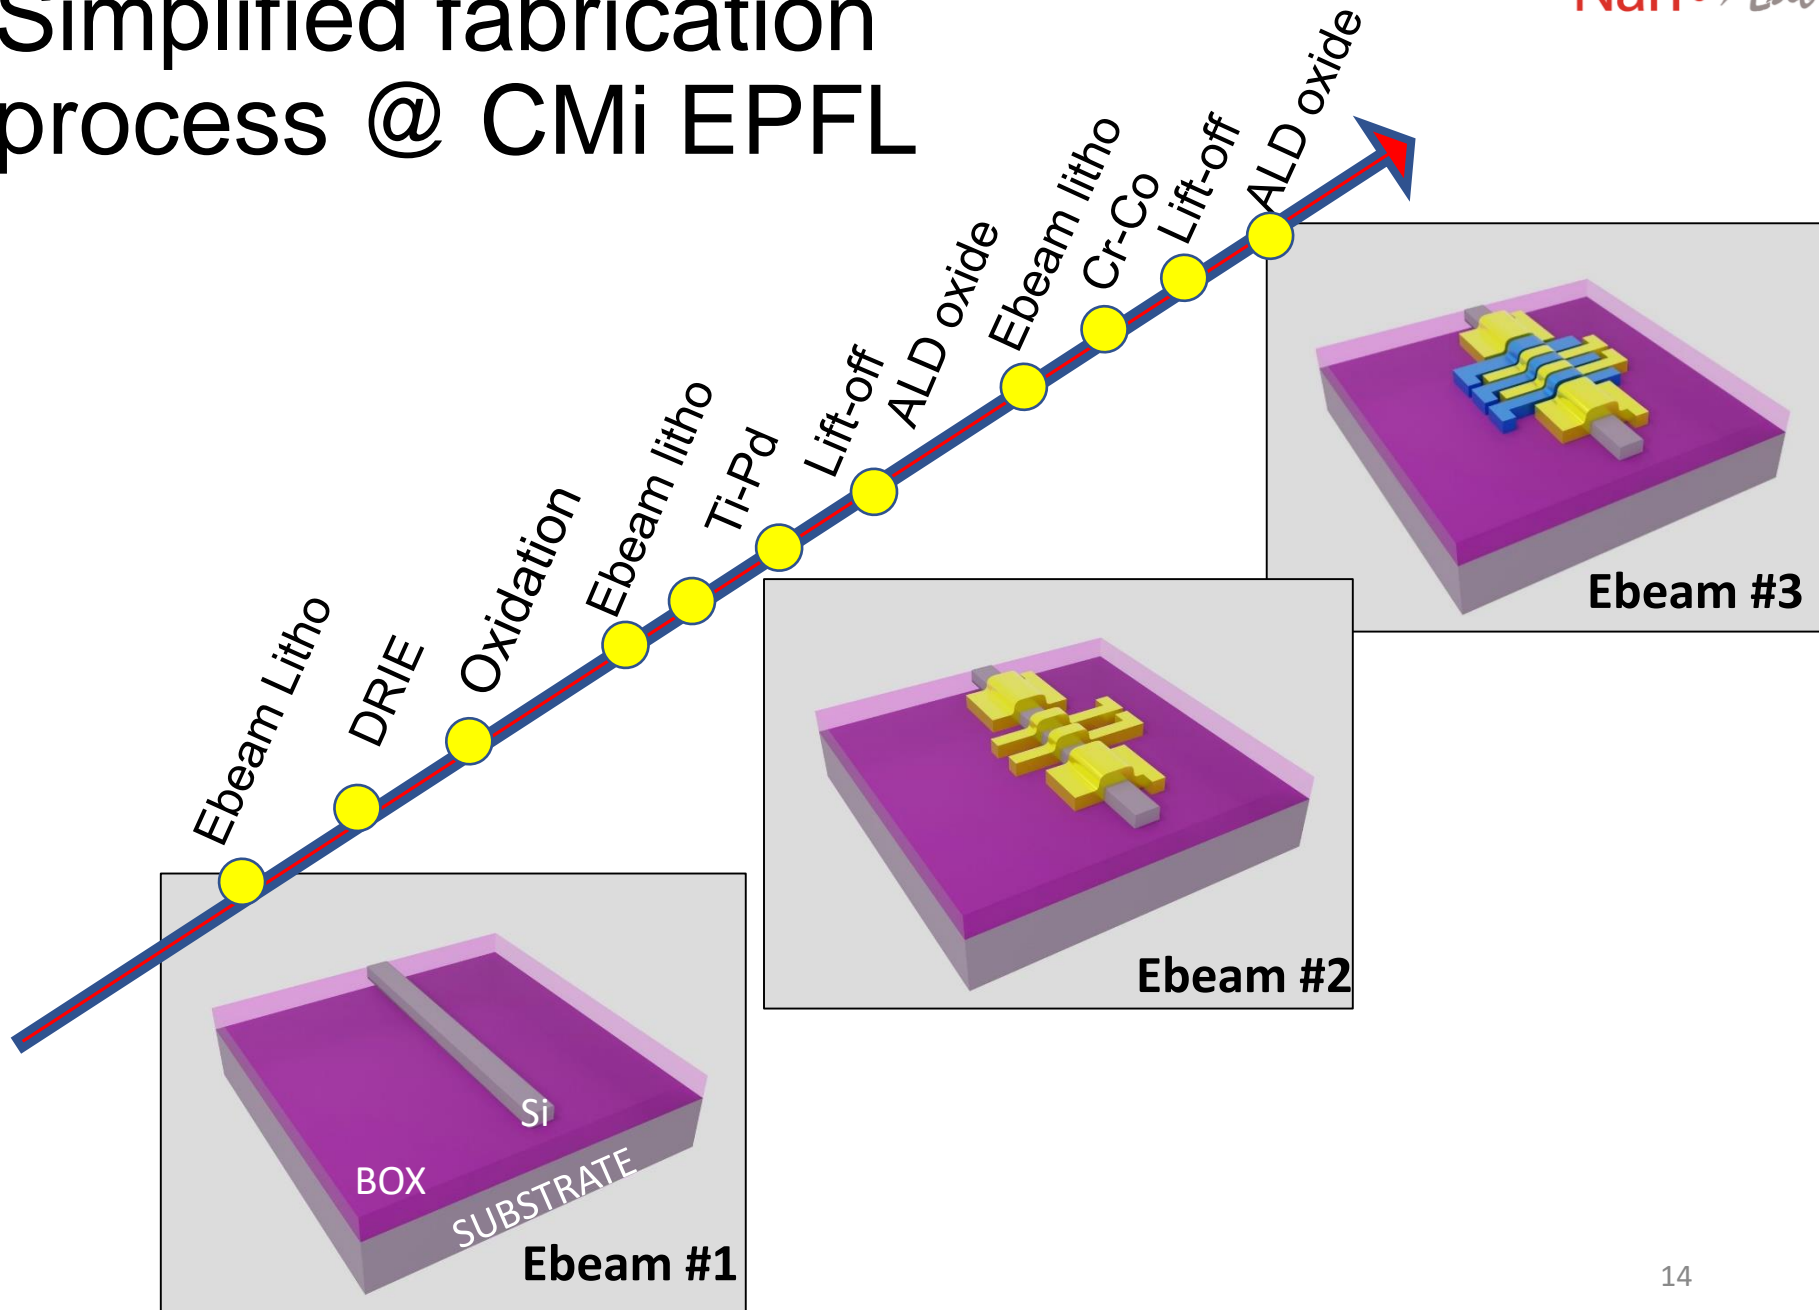 Simplified fabrication
process @ CMi EPFL
Ebeam Litho
DRIE
Oxidation
Ebeam litho
Ti-Pd
Lift-off
ALD oxide
Ebeam litho
Cr-Co
Lift-off
ALD oxide
Si
BOX
SUBSTRATE
Ebeam #1
Ebeam #2
Ebeam #3
14